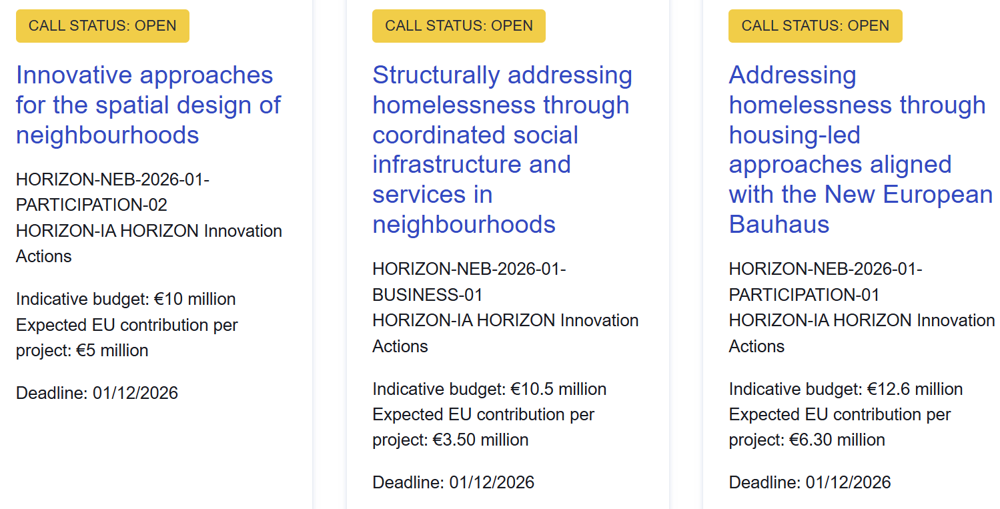 CALL STATUS: OPEN
Innovative approaches
for the spatial design of
neighbourhoods
HORIZON-NEB-2026-01-
PARTICIPATION-02
HORIZON-IA HORIZON Innovation
Actions
Indicative budget: €10 million
Expected EU contribution per
project: €5 million
Deadline: 01/12/2026
CALL STATUS: OPEN
Structurally addressing
homelessness through
coordinated social
infrastructure and
services in
neighbourhoods
HORIZON-NEB-2026-01-
BUSINESS-01
HORIZON-IA HORIZON Innovation
Actions
Indicative budget: €10.5 million
Expected EU contribution per
project: €3.50 million
Deadline: 01/12/2026
CALL STATUS: OPEN
Addressing
homelessness through
housing-led
approaches aligned
with the New European
Bauhaus
HORIZON-NEB-2026-01-
PARTICIPATION-01
HORIZON-IA HORIZON Innovation
Actions
Indicative budget: €12.6 million
Expected EU contribution per
project: €6.30 million
Deadline: 01/12/2026